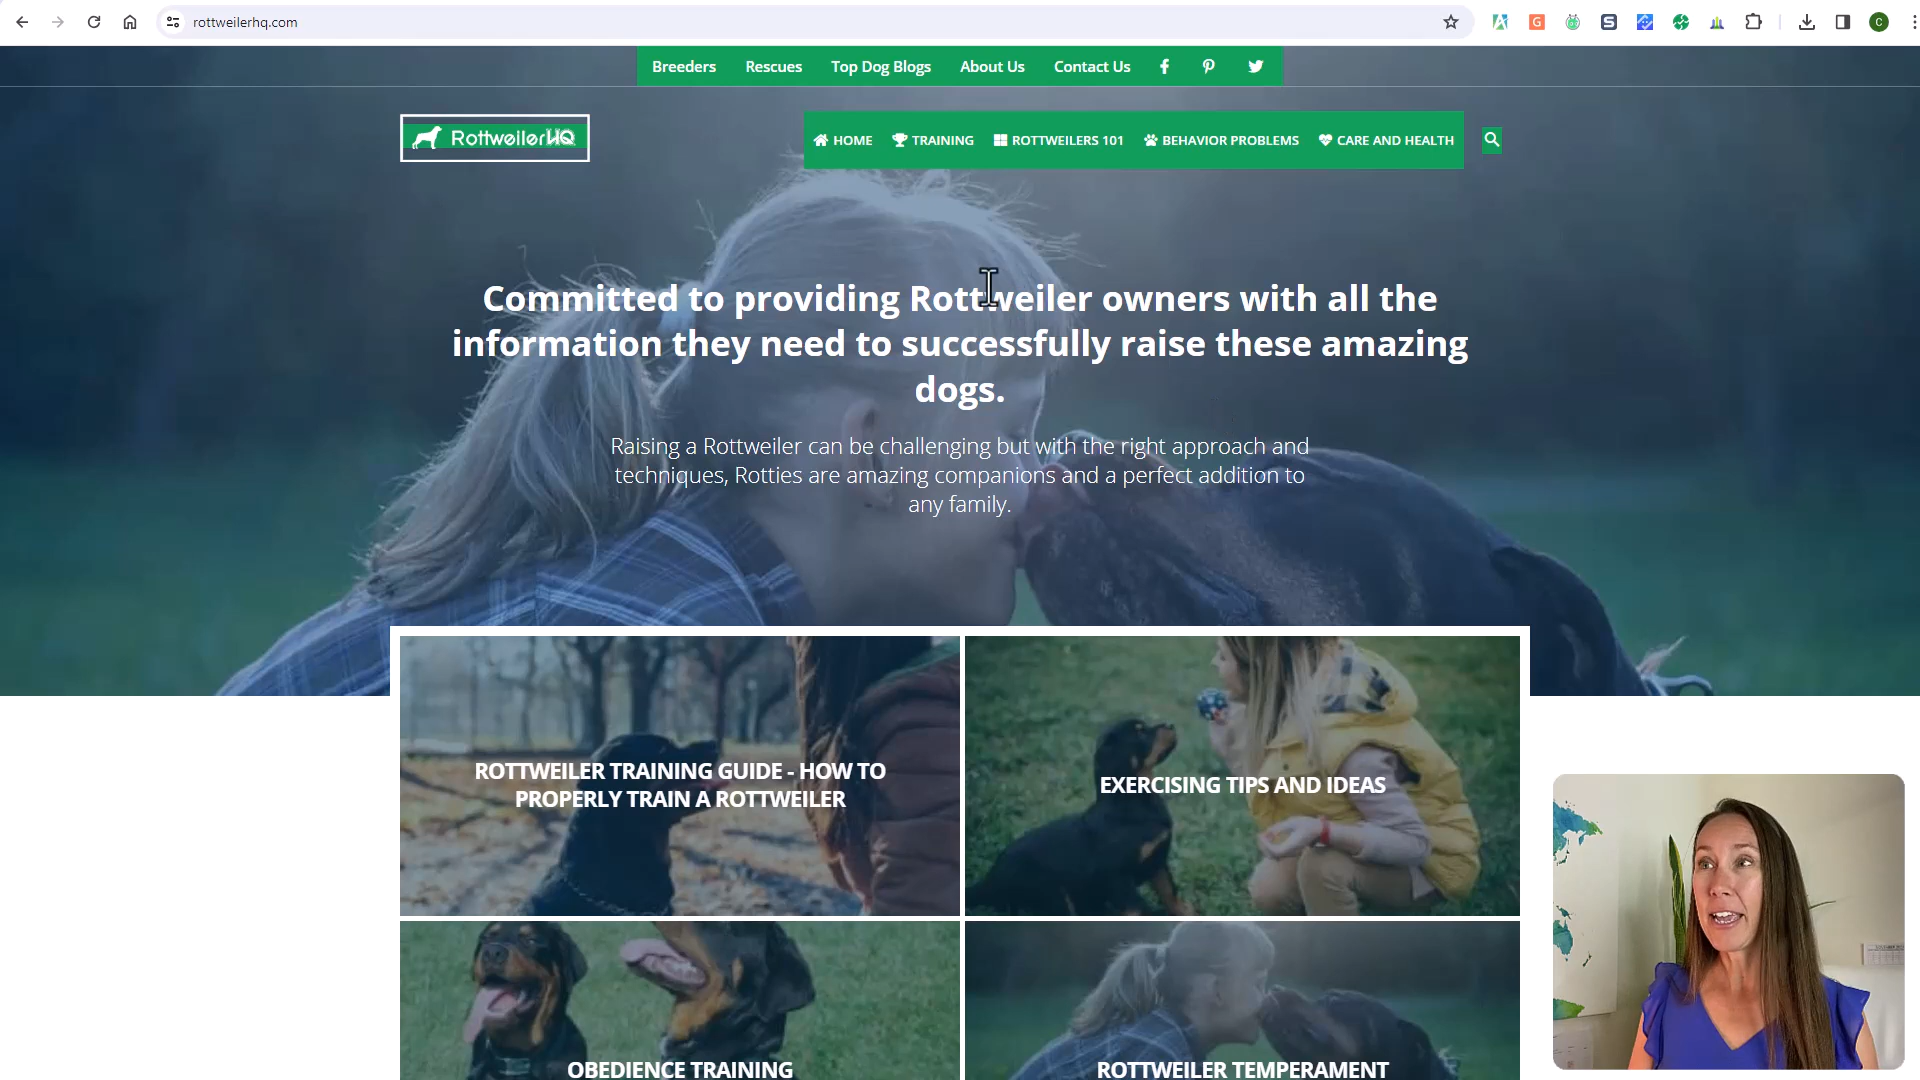 rottweilerhq.com
G
S
C
Breeders
Rescues
Top Dog Blogs
About Us
Contact Us
RottweilerHQ
HOME
TRAINING
ROTTWEILERS 101
BEHAVIOR PROBLEMS
CARE AND HEALTH
Committed to providing Rottweiler owners with all the
information they need to successfully raise these amazing
dogs.
Raising a Rottweiler can be challenging but with the right approach and
techniques, Rotties are amazing companions and a perfect addition to
any family.
ROTTWEILER TRAINING GUIDE - HOW TO
PROPERLY TRAIN A ROTTWEILER
EXERCISING TIPS AND IDEAS
OBEDIENCE TRAINING
ROTTWEILER TEMPERAMENT